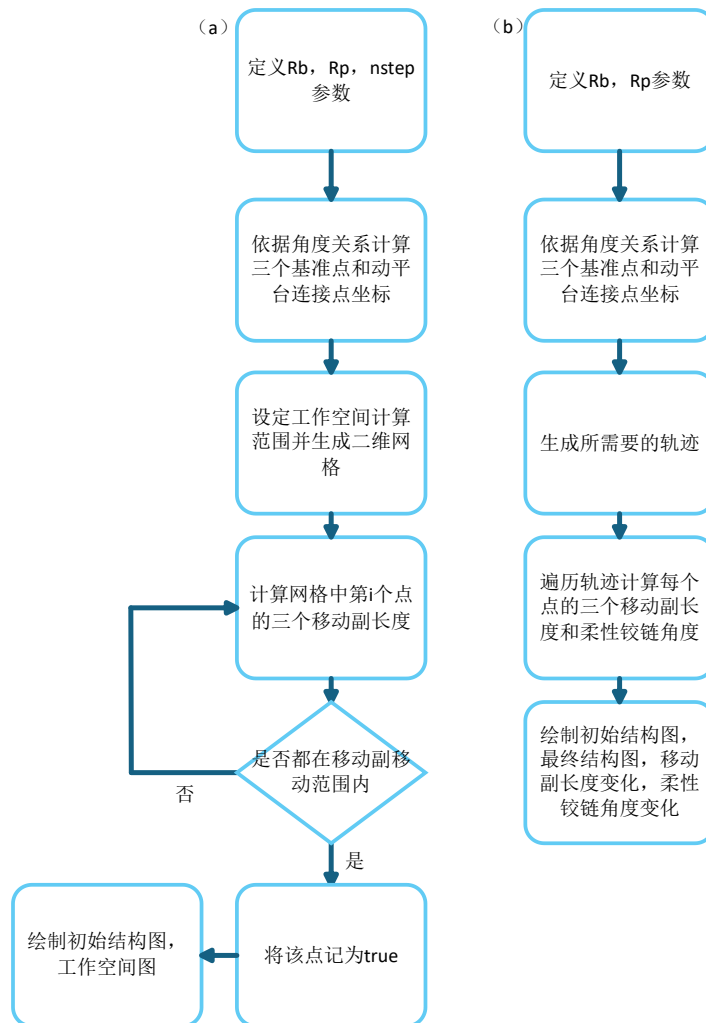 （a）
定义Rb，Rp，nstep
参数
依据角度关系计算
三个基准点和动平
台连接点坐标
设定工作空间计算
范围并生成二维网
格
计算网格中第i个点
的三个移动副长度
是否都在移动副移
动范围内
否
是
将该点记为true
绘制初始结构图，
工作空间图
（b）
定义Rb，Rp参数
依据角度关系计算
三个基准点和动平
台连接点坐标
生成所需要的轨迹
遍历轨迹计算每个
点的三个移动副长
度和柔性铰链角度
绘制初始结构图，
最终结构图，移动
副长度变化，柔性
铰链角度变化